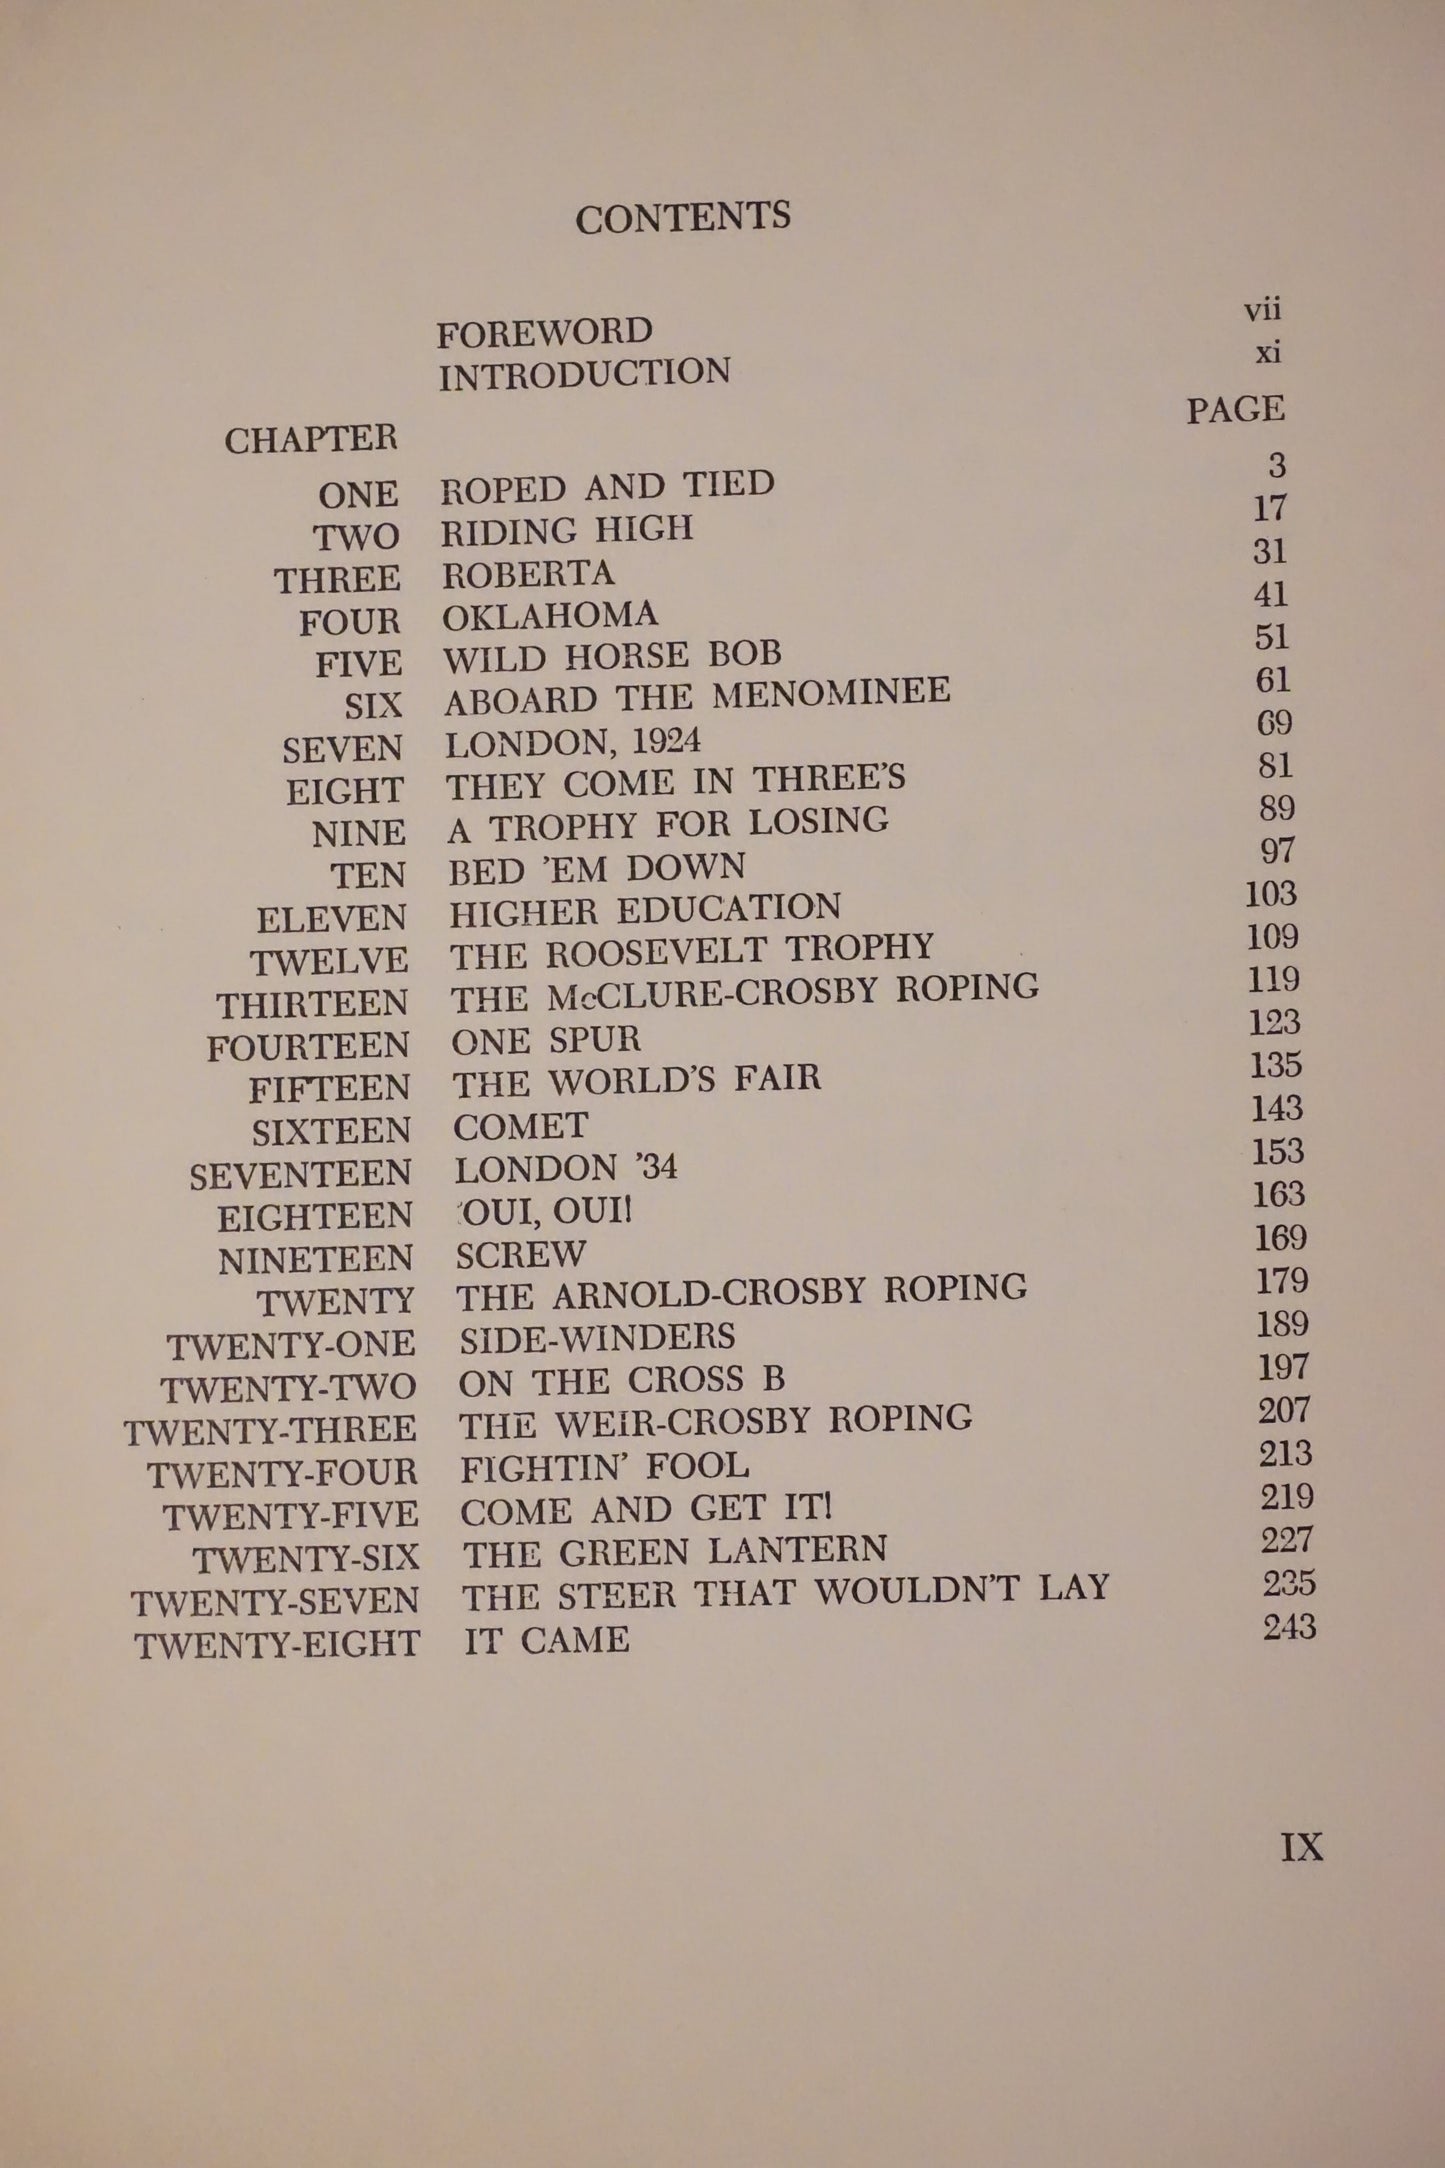 CONTENTS
FOREWORD vii
INTRODUCTION xi
CHAPTER PAGE
ONE ROPED AND TIED 3
TWO RIDING HIGH 17
THREE ROBERTA 31
FOUR OKLAHOMA 41
FIVE WILD HORSE BOB 51
SIX ABOARD THE MENOMINEE 61
SEVEN LONDON, 1924 69
EIGHT THEY COME IN THREE'S 81
NINE A TROPHY FOR LOSING 89
TEN BED 'EM DOWN 97
ELEVEN HIGHER EDUCATION 103
TWELVE THE ROOSEVELT TROPHY 109
THIRTEEN THE McCLURE-CROSBY ROPING 119
FOURTEEN ONE SPUR 123
FIFTEEN THE WORLD'S FAIR 135
SIXTEEN COMET 143
SEVENTEEN LONDON '34 153
EIGHTEEN OUI, OUI! 163
NINETEEN SCREW 169
TWENTY THE ARNOLD-CROSBY ROPING 179
TWENTY-ONE SIDE-WINDERS 189
TWENTY-TWO ON THE CROSS B 197
TWENTY-THREE THE WEIR-CROSBY ROPING 207
TWENTY-FOUR FIGHTIN' FOOL 213
TWENTY-FIVE COME AND GET IT! 219
TWENTY-SIX THE GREEN LANTERN 227
TWENTY-SEVEN THE STEER THAT WOULDN'T LAY 235
TWENTY-EIGHT IT CAME 243
IX